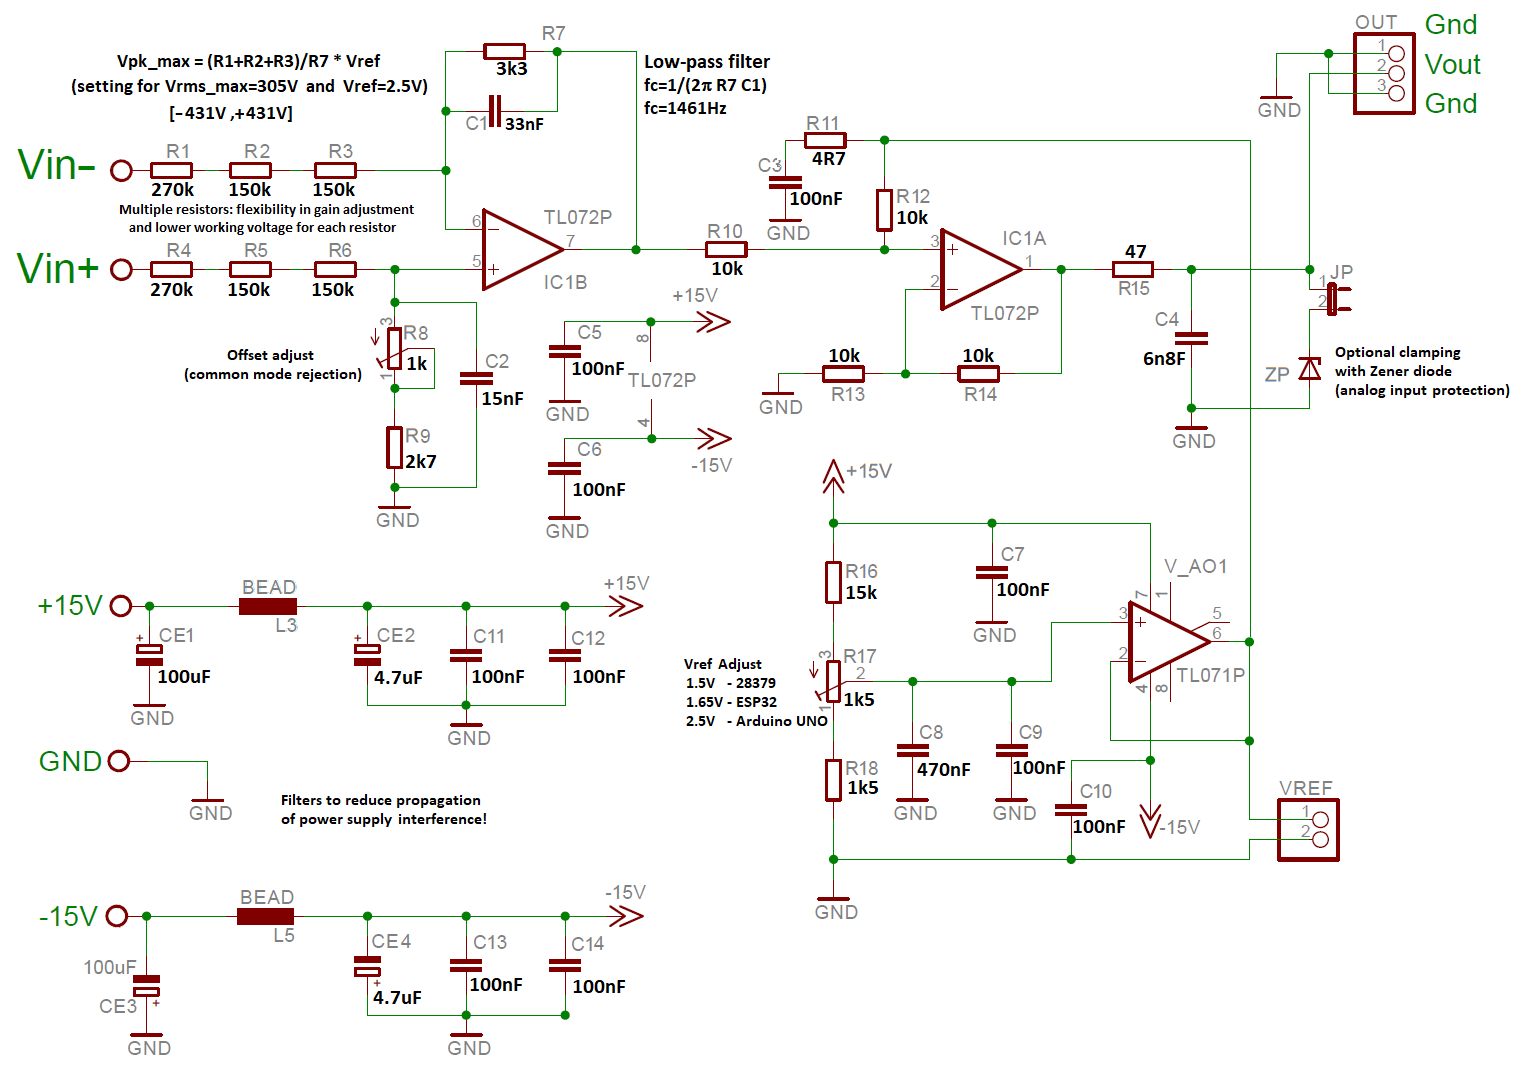 Vpk_max = (R1+R2+R3)/R7 * Vref
(setting for Vrms_max=305V and Vref=2.5V)
[-431V ,+431V]
R7
3k3
C1
33nF
Low-pass filter
fc=1/(2π R7 C1)
fc=1461Hz
OUT
1
2
3
Gnd
Vout
Gnd
GND
Vin-
R1
270k
R2
150k
R3
150k
Multiple resistors: flexibility in gain adjustment
and lower working voltage for each resistor
Vin+
R4
270k
R5
150k
R6
150k
6
5
7
TL072P
IC1B
R10
10k
R11
4R7
C3
100nF
GND
R12
10k
3
2
1
IC1A
TL072P
47
R15
JP
1
2
C4
6n8F
ZP
GND
Optional clamping
with Zener diode
(analog input protection)
10k
R13
10k
R14
GND
Offset adjust
(common mode rejection)
3
R8
1k
1
C2
15nF
R9
2k7
GND
+15V
C5
100nF
GND
8
TL072P
4
C6
100nF
GND
-15V
+15V
R16
15k
C7
100nF
GND
V_AO1
7
1
3
2
5
6
4
8
TL071P
Vref Adjust
1.5V - 28379
1.65V - ESP32
2.5V - Arduino UNO
3
R17
2
1k5
1
R18
1k5
C8
470nF
GND
C9
100nF
GND
C10
100nF
-15V
VREF
1
2
GND
+15V
CE1
+
100uF
GND
BEAD
L3
CE2
+
4.7uF
C11
100nF
C12
100nF
+15V
GND
GND
GND
Filters to reduce propagation
of power supply interference!
-15V
100uF
CE3
+
GND
BEAD
L5
CE4
+
4.7uF
C13
100nF
C14
100nF
-15V
GND